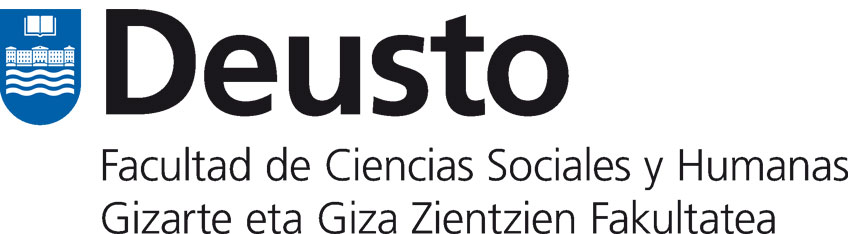 Deusto
Facultad de Ciencias Sociales y Humanas
Gizarte eta Giza Zientzien Fakultatea